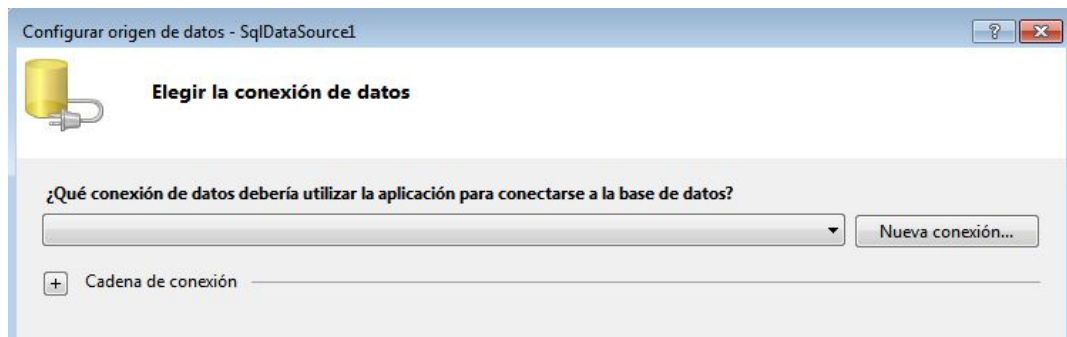 Configurar origen de datos - SqlDataSource1
Elegir la conexión de datos
¿Qué conexión de datos debería utilizar la aplicación para conectarse a la base de datos?
Nueva conexión...
Cadena de conexión